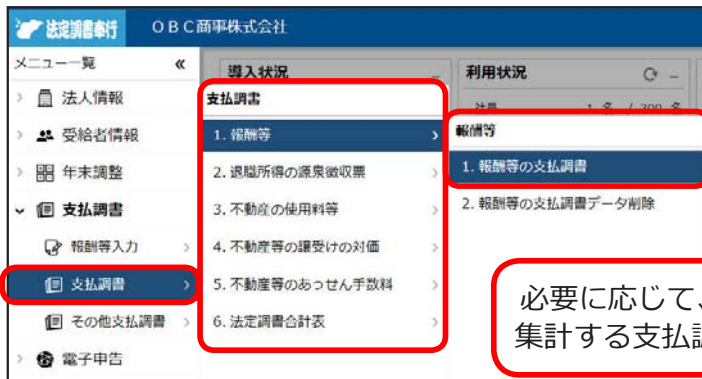 法定調書奉行 OBC商事株式会社
メニュー一覧 «
法人情報
受給者情報
年末調整
支払調書
報酬等入力
支払調書
その他支払調書
電子申告
導入状況
支払調書
1. 報酬等
2. 退職所得の源泉徴収票
3. 不動産の使用料等
4. 不動産等の譲受けの対価
5. 不動産等のあっせん手数料
6. 法定調書合計表
利用状況
社員 1 名 / 300 名
報酬等
1. 報酬等の支払調書
2. 報酬等の支払調書データ削除
必要に応じて、
集計する支払調